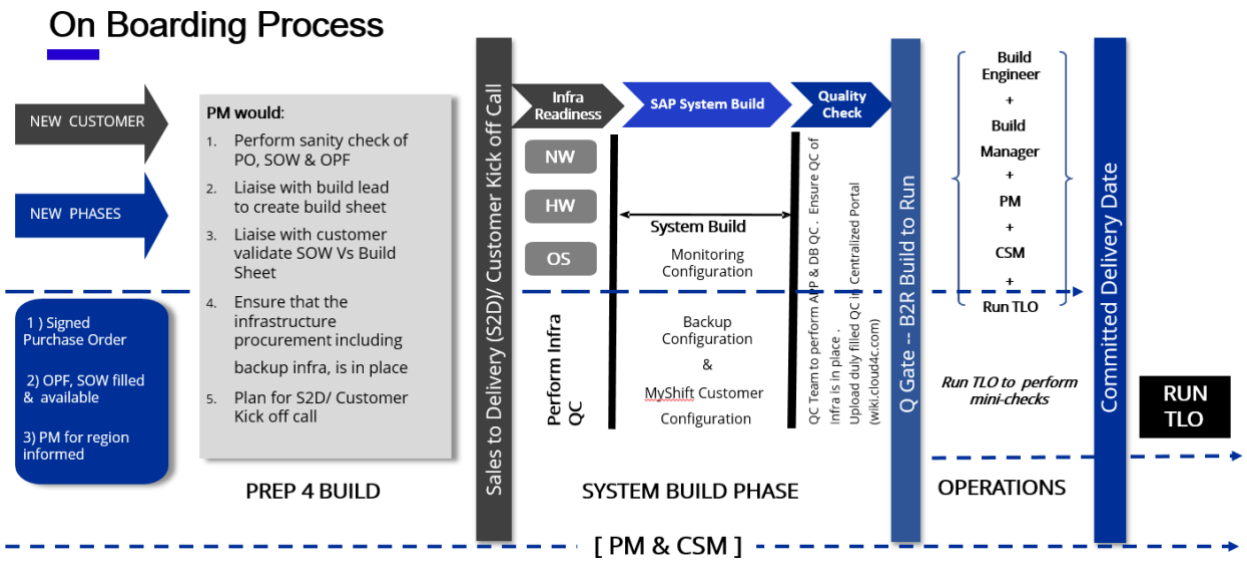 On Boarding Process
NEW CUSTOMER
NEW PHASES
1 ) Signed
Purchase Order
2) OPF, SOW filled
& available
3) PM for region
informed
PM would:
1. Perform sanity check of
PO, SOW & OPF
2. Liaise with build lead
to create build sheet
3. Liaise with customer
validate SOW Vs Build
Sheet
4. Ensure that the
infrastructure
procurement including
backup infra, is in place
5. Plan for S2D/ Customer
Kick off call
PREP 4 BUILD
Sales to Delivery (S2D)/ Customer Kick off Call
Infra
Readiness
SAP System Build
Quality
Check
NW
HW
OS
Perform Infra
QC
System Build
Monitoring
Configuration
Backup
Configuration
&
MyShift Customer
Configuration
QC Team to perform APP & DB QC . Ensure QC of
Infra is in place .
Upload duly filled QC in Centralized Portal
(wiki.cloud4c.com)
SYSTEM BUILD PHASE
Q Gate -- B2R Build to Run
Build
Engineer
+
Build
Manager
+
PM
+
CSM
+
Run TLO
Run TLO to perform
mini-checks
OPERATIONS
Committed Delivery Date
RUN
TLO
[ PM & CSM ]